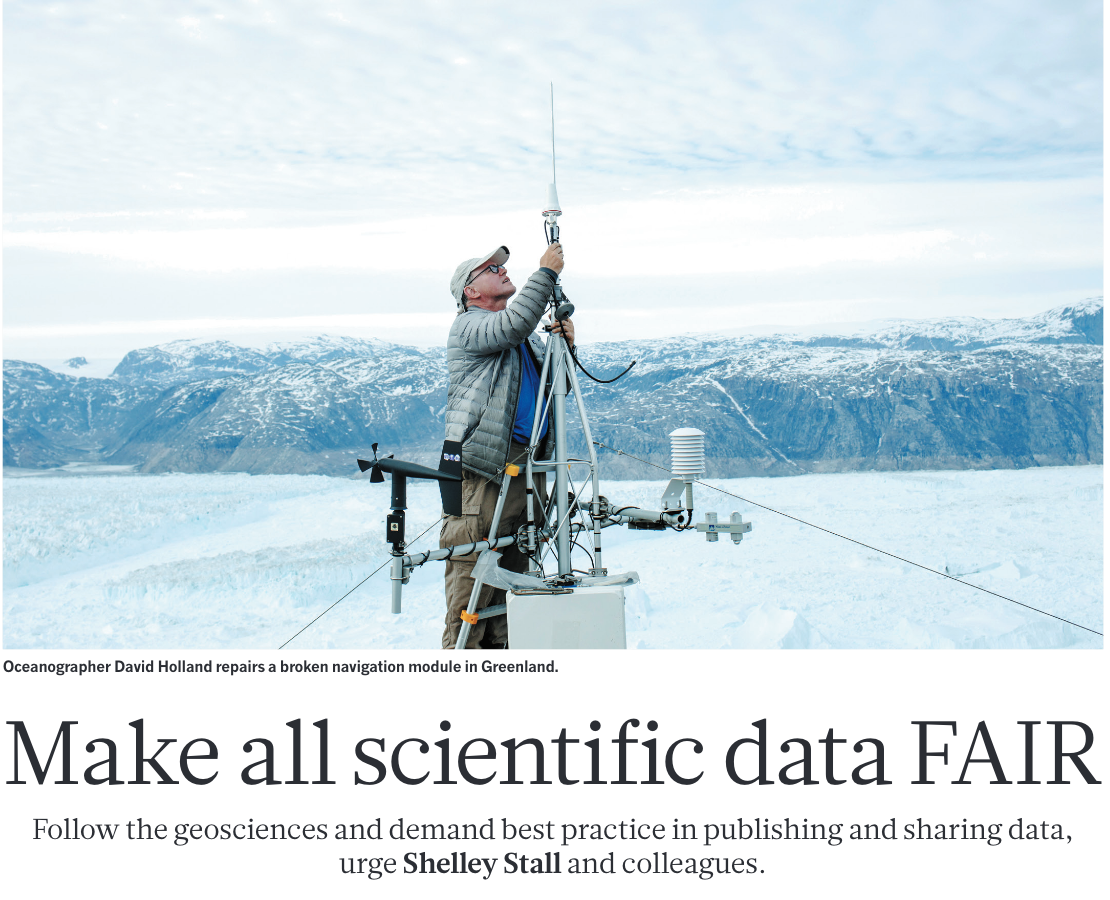 Oceanographer David Holland repairs a broken navigation module in Greenland.
Make all scientific data FAIR
Follow the geosciences and demand best practice in publishing and sharing data,
urge Shelley Stall and colleagues.